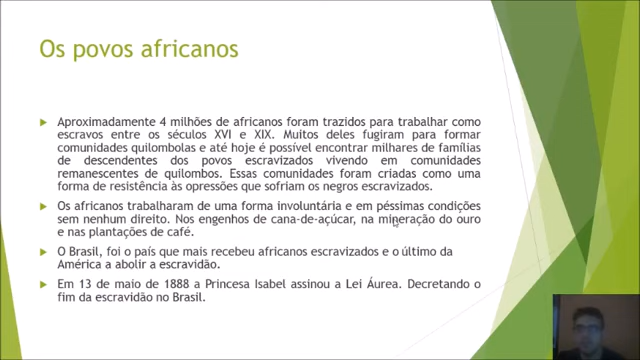 Os povos africanos
Aproximadamente 4 milhões de africanos foram trazidos para trabalhar como
escravos entre os séculos XVI e XIX. Muitos deles fugiram para formar
comunidades quilombolas e até hoje é possível encontrar milhares de famílias
de descendentes dos povos escravizados vivendo em comunidades
remanescentes de quilombos. Essas comunidades foram criadas como uma
forma de resistência às opressões que sofriam os negros escravizados.
Os africanos trabalharam de uma forma involuntária e em péssimas condições
sem nenhum direito. Nos engenhos de cana-de-açúcar, na mineração do ouro
e nas plantações de café.
O Brasil, foi o país que mais recebeu africanos escravizados e o último da
América a abolir a escravidão.
Em 13 de maio de 1888 a Princesa Isabel assinou a Lei Áurea. Decretando o
fim da escravidão no Brasil.